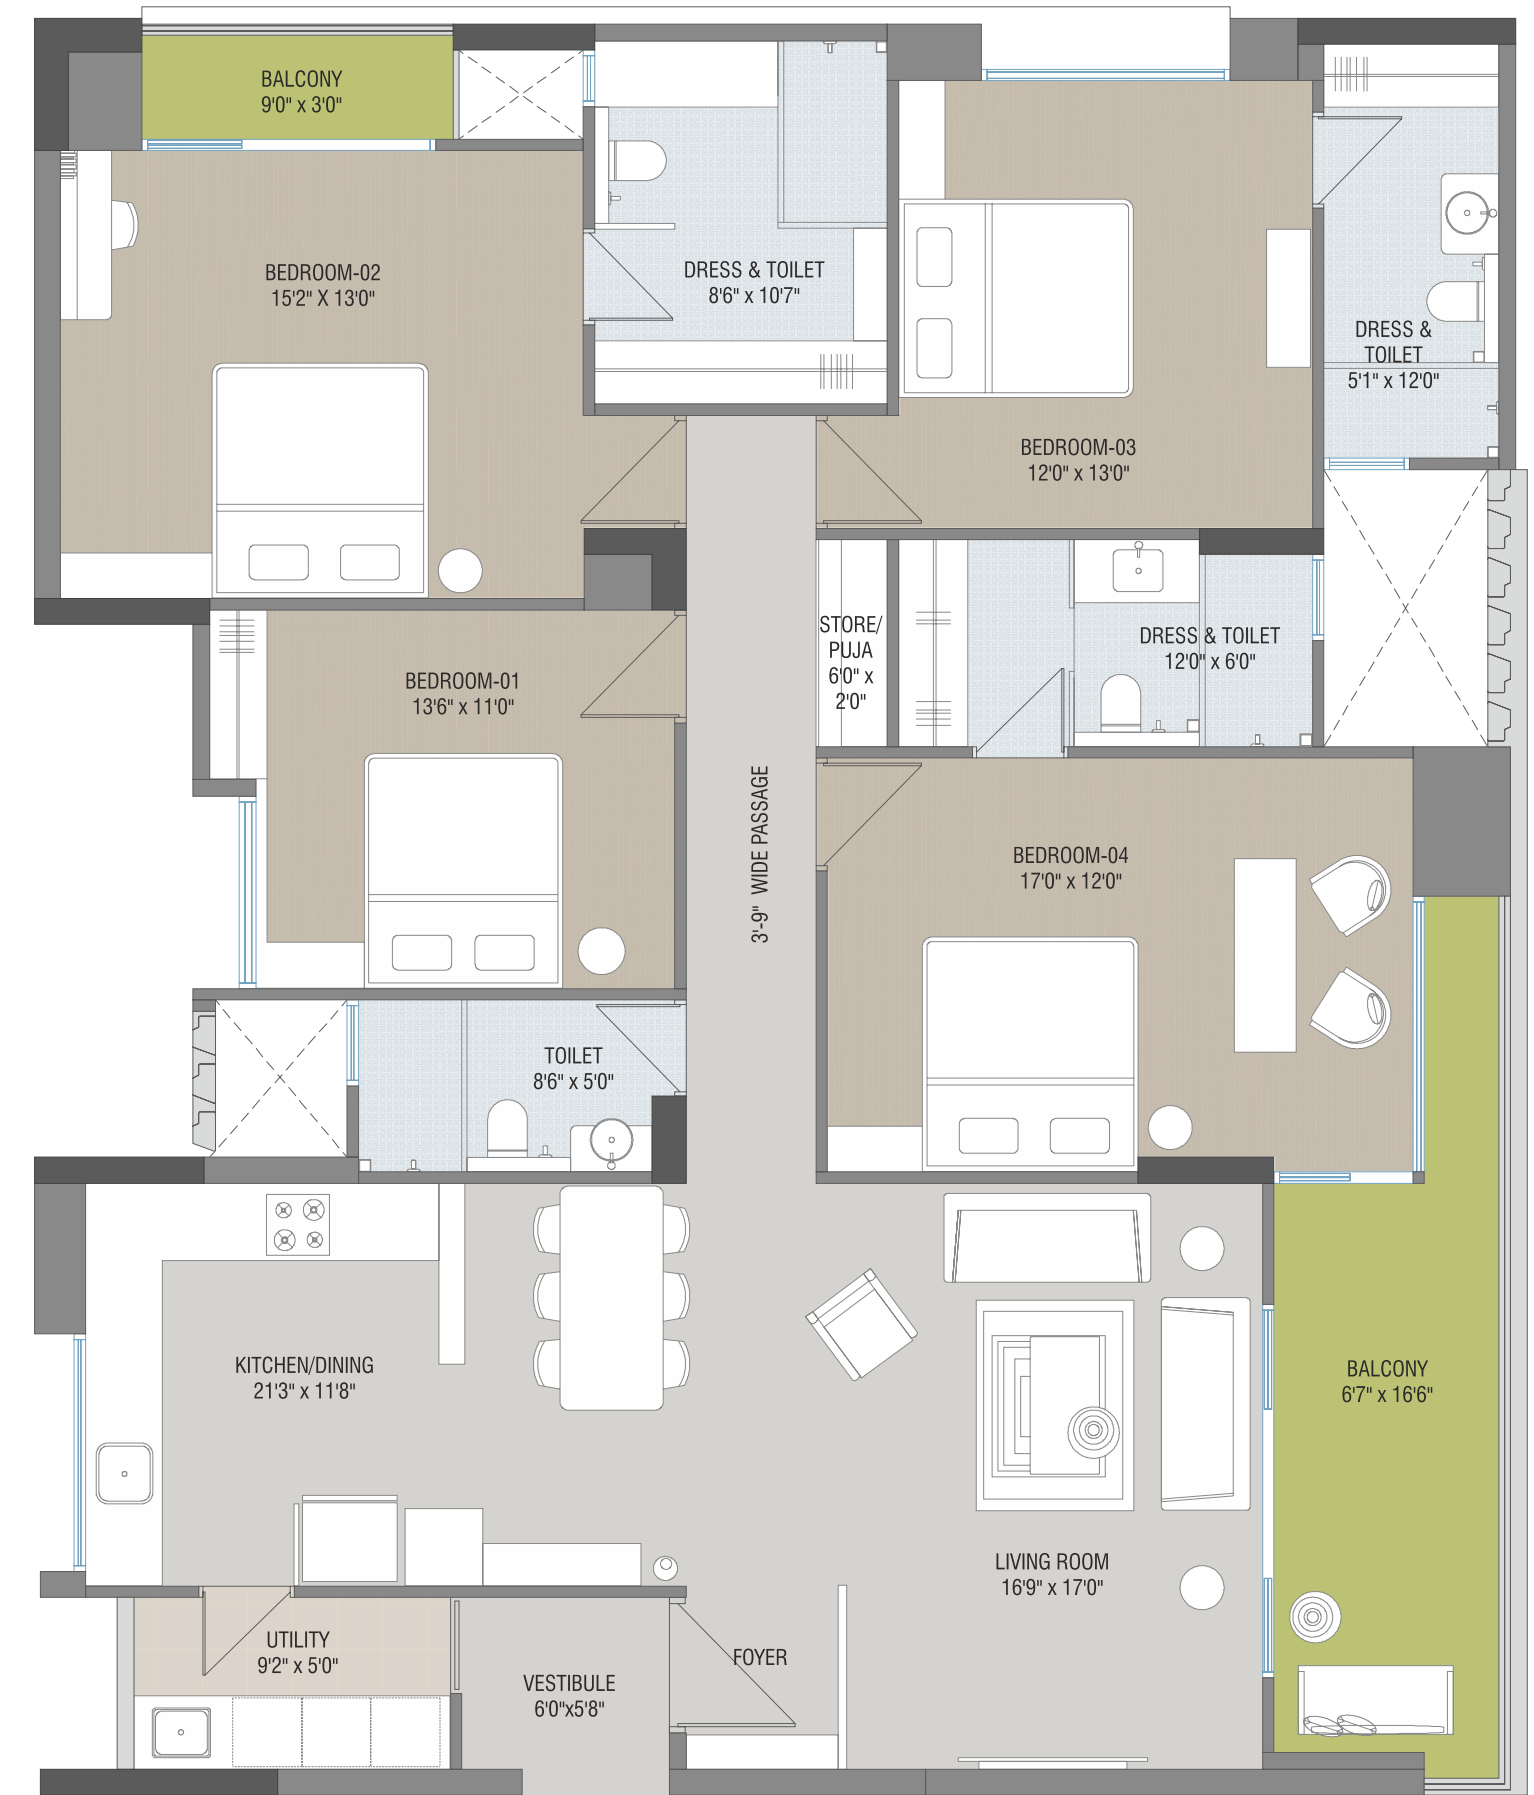 BALCONY
9'0" x 3'0"
BEDROOM-02
15'2" X 13'0"
DRESS & TOILET
8'6" x 10'7"
DRESS &
TOILET
5'1" x 12'0"
BEDROOM-03
12'0" x 13'0"
STORE/
PUJA
6'0" x
2'0"
DRESS & TOILET
12'0" x 6'0"
BEDROOM-01
13'6" x 11'0"
3'-9" WIDE PASSAGE
BEDROOM-04
17'0" x 12'0"
TOILET
8'6" x 5'0"
KITCHEN/DINING
21'3" x 11'8"
BALCONY
6'7" x 16'6"
LIVING ROOM
16'9" x 17'0"
UTILITY
9'2" x 5'0"
VESTIBULE
6'0"x5'8"
FOYER